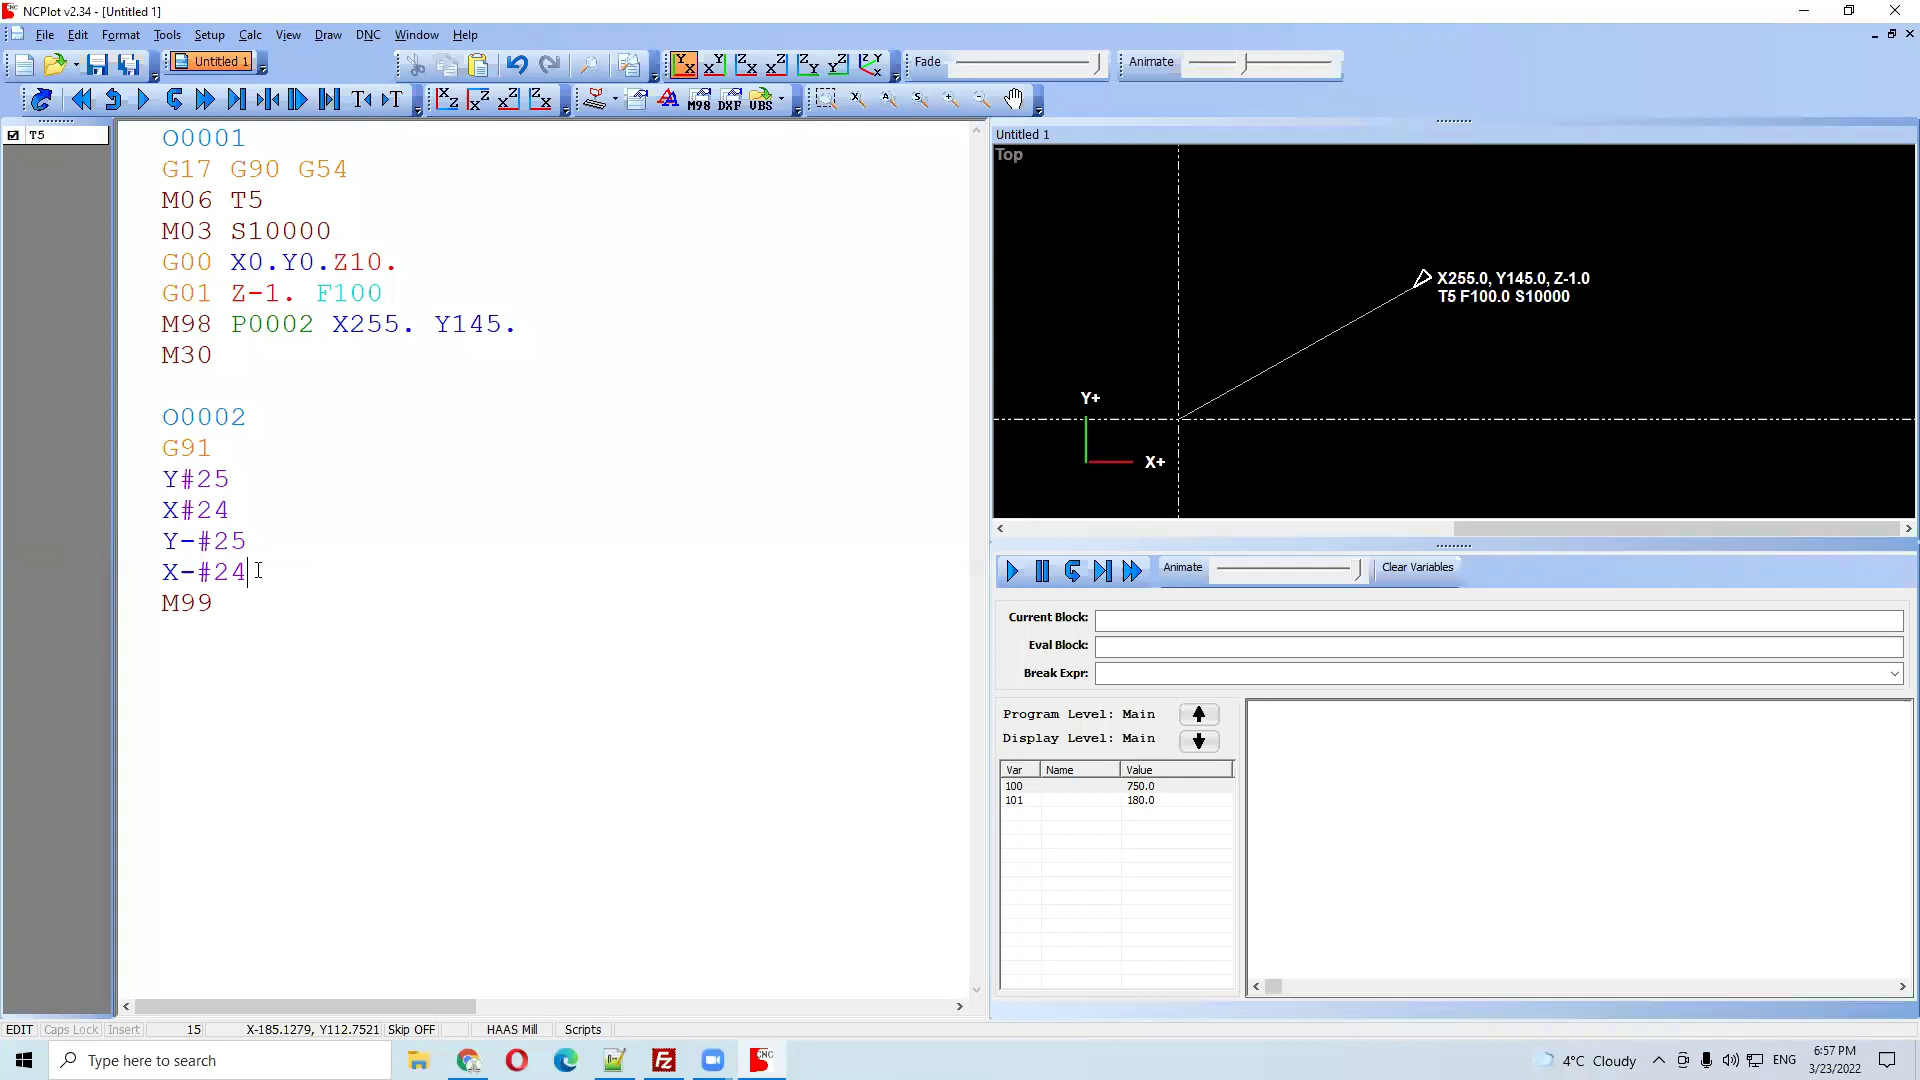 NCPlot v2.34 - [Untitled 1]
File Edit Format Tools Setup Calc View Draw DNC Window Help
Untitled 1
Fade
Animate
M98 DXF VBS
T5
O0001
G17 G90 G54
M06 T5
M03 S10000
G00 X0.Y0.Z10.
G01 Z-1. F100
M98 P0002 X255. Y145.
M30
O0002
G91
Y#25
X#24
Y-#25
X-#24
M99
Untitled 1
Top
X255.0, Y145.0, Z-1.0
T5 F100.0 S10000
Y+
X+
Animate
Clear Variables
Current Block:
Eval Block:
Break Expr:
Program Level: Main
Display Level: Main
Var Name Value
100 750.0
101 180.0
EDIT Caps Lock Insert 15 X-185.1279, Y112.7521 Skip OFF HAAS Mill Scripts
Type here to search
4°C Cloudy
ENG
6:57 PM
3/23/2022